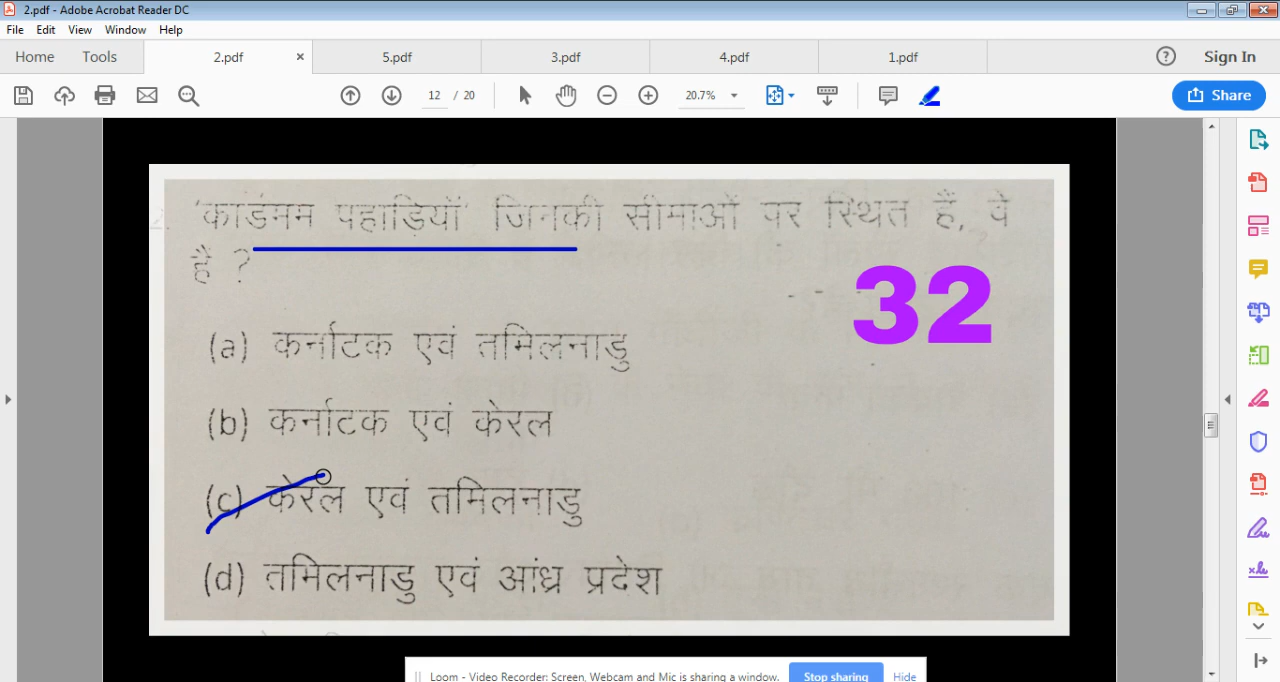 2.pdf - Adobe Acrobat Reader DC
File Edit View Window Help
Home Tools 2.pdf × 5.pdf 3.pdf 4.pdf 1.pdf ? Sign In
12 / 20 20.7% Share
'कार्डमम पहाड़ियाँ' जिनकी सीमाओं पर स्थित हैं, वे
हैं ?
32
(a) कर्नाटक एवं तमिलनाडु
(b) कर्नाटक एवं केरल
(c) केरल एवं तमिलनाडु
(d) तमिलनाडु एवं आंध्र प्रदेश
Loom - Video Recorder: Screen, Webcam and Mic is sharing a window. Stop sharing Hide